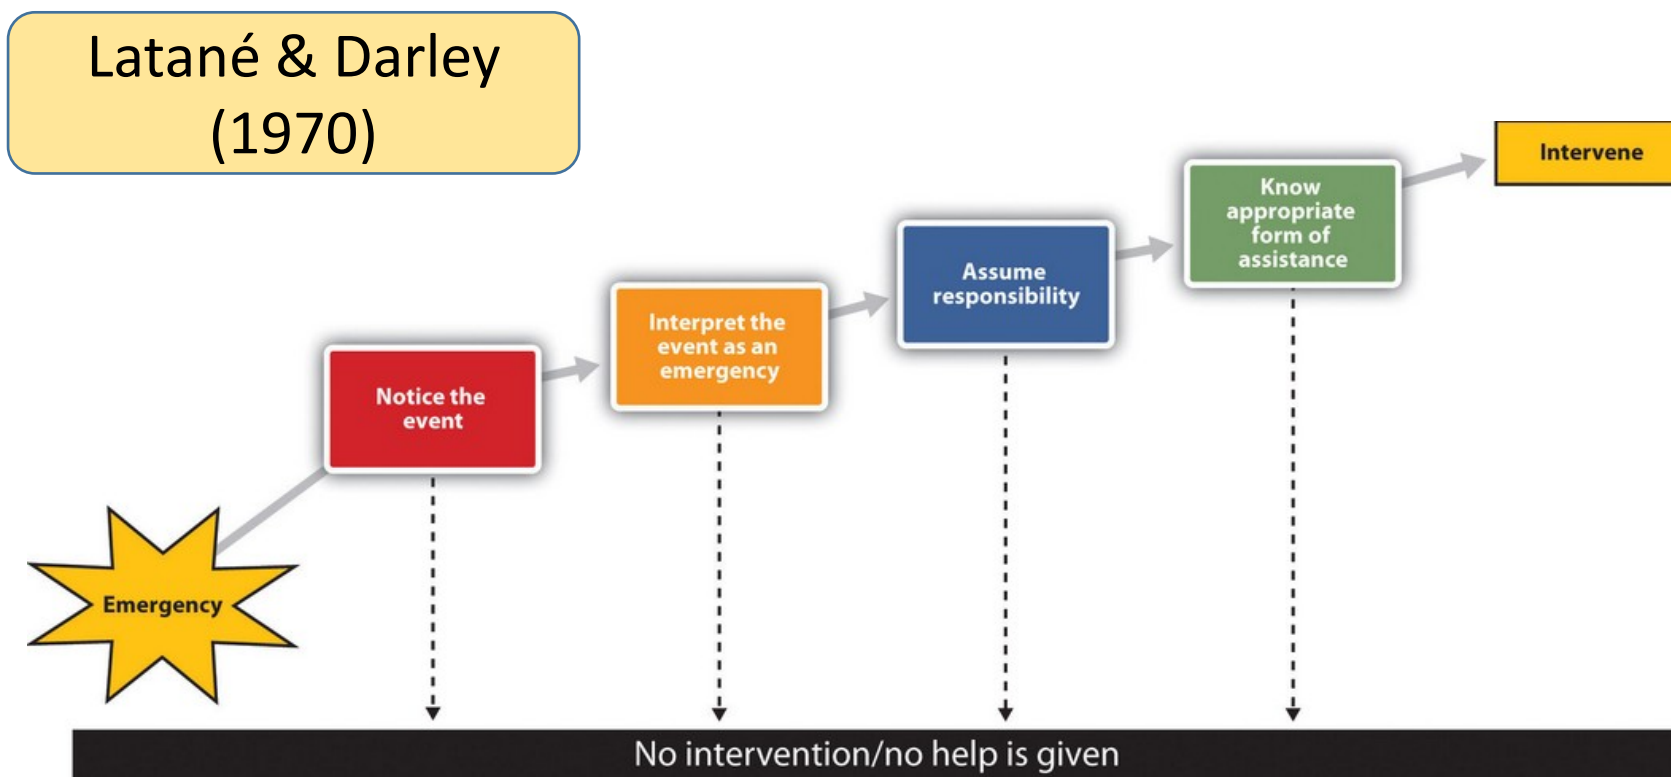 Latané & Darley
(1970)
Intervene
Know
appropriate
form of
assistance
Assume
responsibility
Interpret the
event as an
emergency
Notice the
event
Emergency
No intervention/no help is given